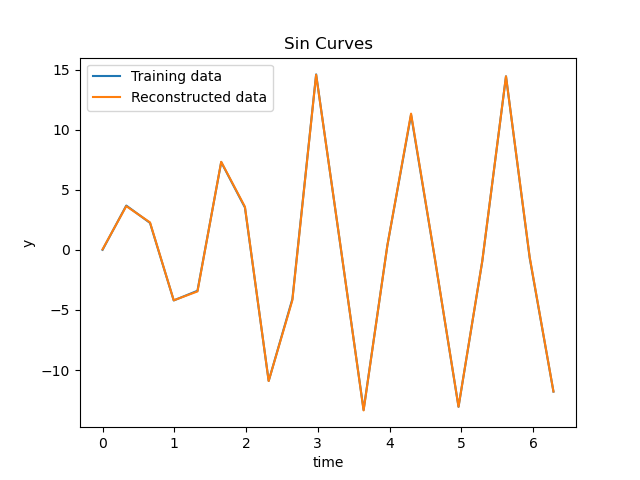 Sin Curves
Training data
Reconstructed data
15
10
5
0
−5
−10
y
0 1 2 3 4 5 6
time